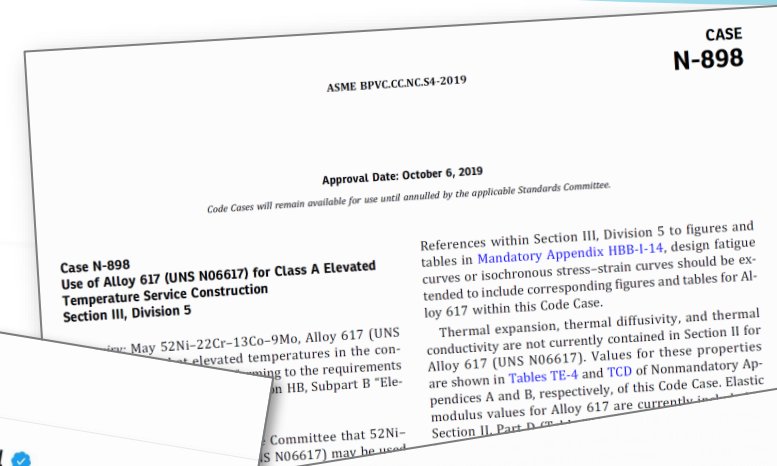 CASE
N-898
ASME BPVC.CC.NC.S4-2019
Approval Date: October 6, 2019
Code Cases will remain available for use until annulled by the applicable Standards Committee.
Case N-898
Use of Alloy 617 (UNS N06617) for Class A Elevated
Temperature Service Construction
Section III, Division 5
May 52Ni–22Cr–13Co–9Mo, Alloy 617 (UNS
elevated temperatures in the con-
to the requirements
HB, Subpart B "Ele-
Committee that 52Ni–
N06617) may be used
References within Section III, Division 5 to figures and
tables in Mandatory Appendix HBB-I-14, design fatigue
curves or isochronous stress–strain curves should be ex-
tended to include corresponding figures and tables for Al-
loy 617 within this Code Case.
Thermal expansion, thermal diffusivity, and thermal
conductivity are not currently contained in Section II for
Alloy 617 (UNS N06617). Values for these properties
are shown in Tables TE-4 and TCD of Nonmandatory Ap-
pendices A and B, respectively, of this Code Case. Elastic
modulus values for Alloy 617 are currently
Section II, Part D